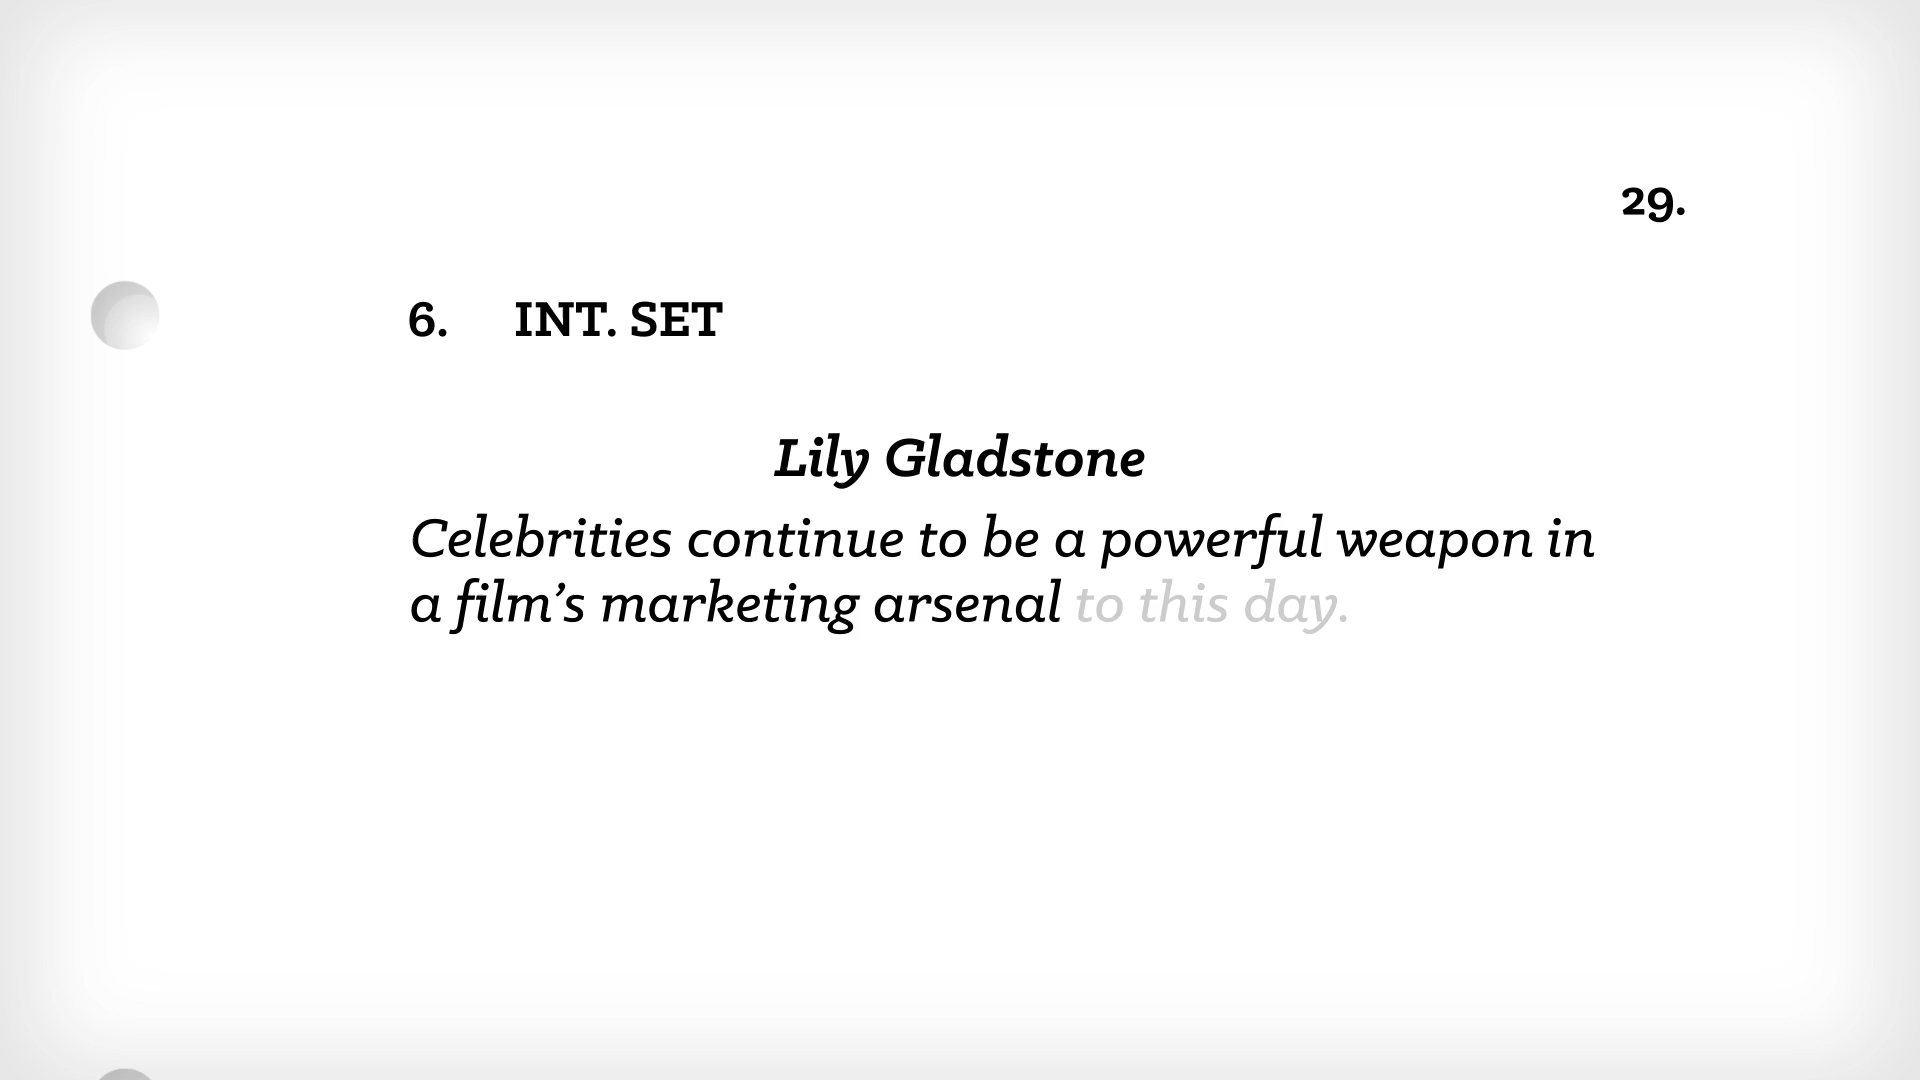 29.
6. INT. SET
Lily Gladstone
Celebrities continue to be a powerful weapon in
a film’s marketing arsenal to this day.